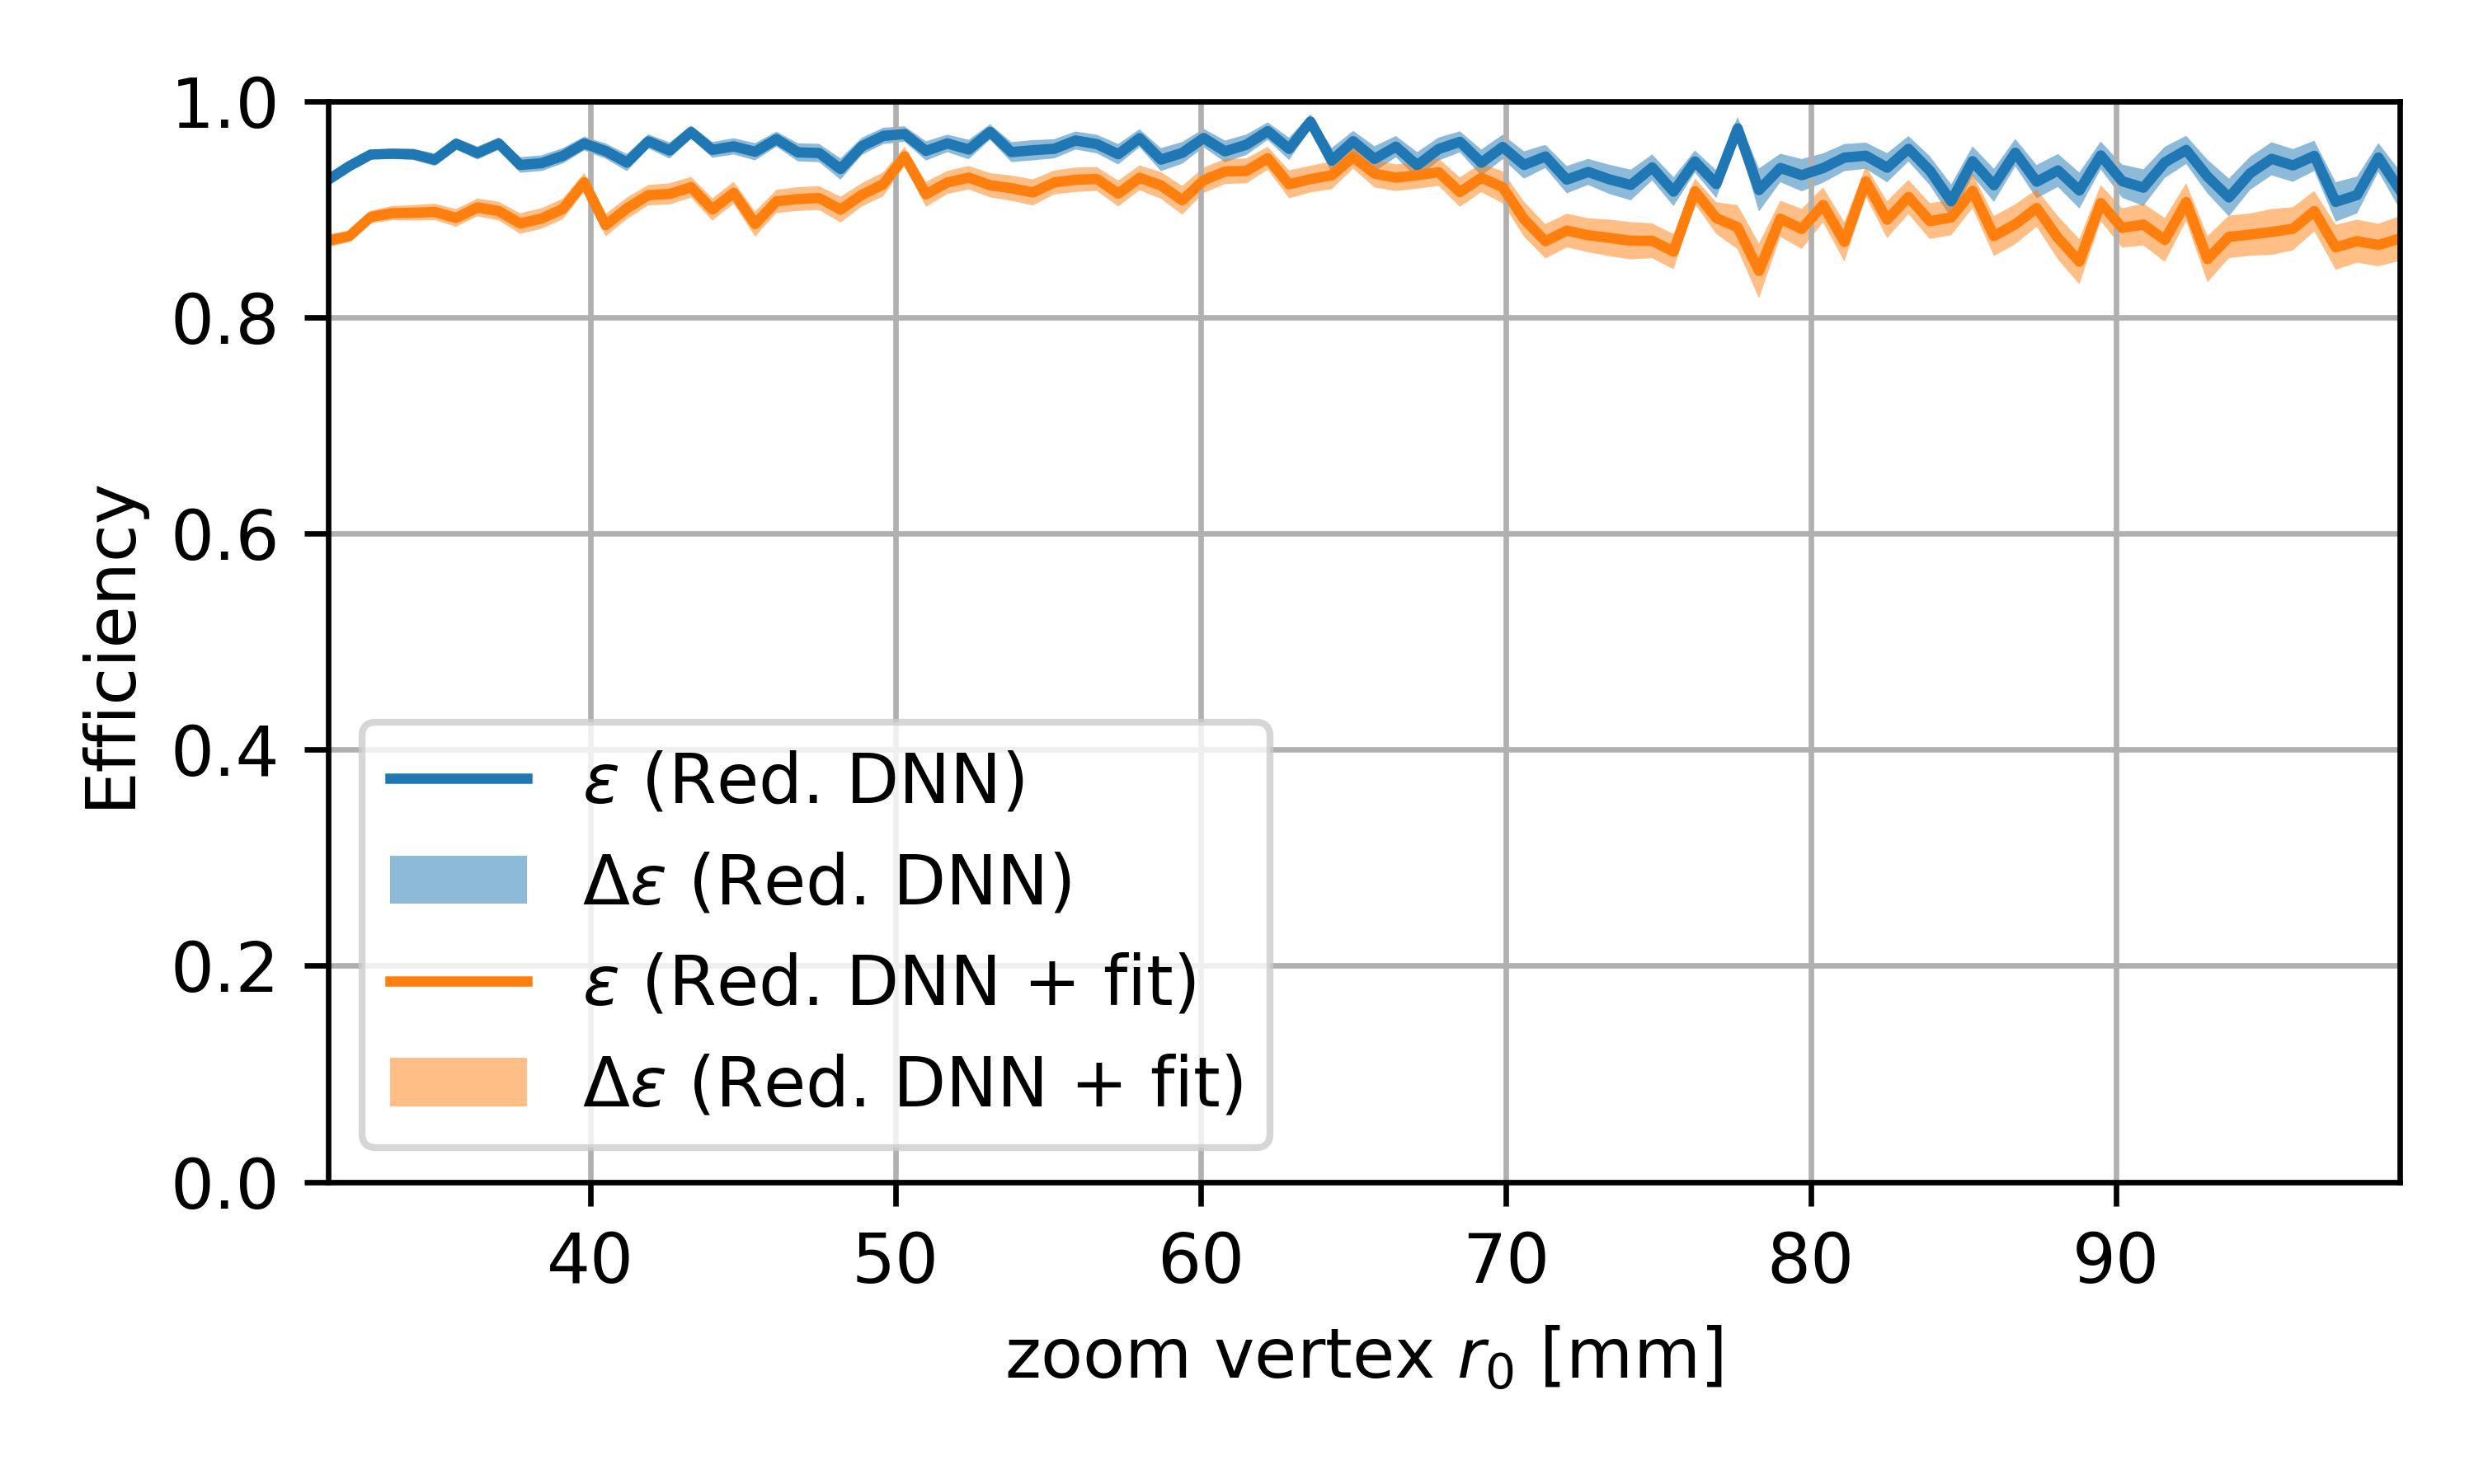 1.0
0.8
0.6
0.4
0.2
0.0
Efficiency
ε (Red. DNN)
Δε (Red. DNN)
ε (Red. DNN + fit)
Δε (Red. DNN + fit)
40 50 60 70 80 90
zoom vertex r₀ [mm]